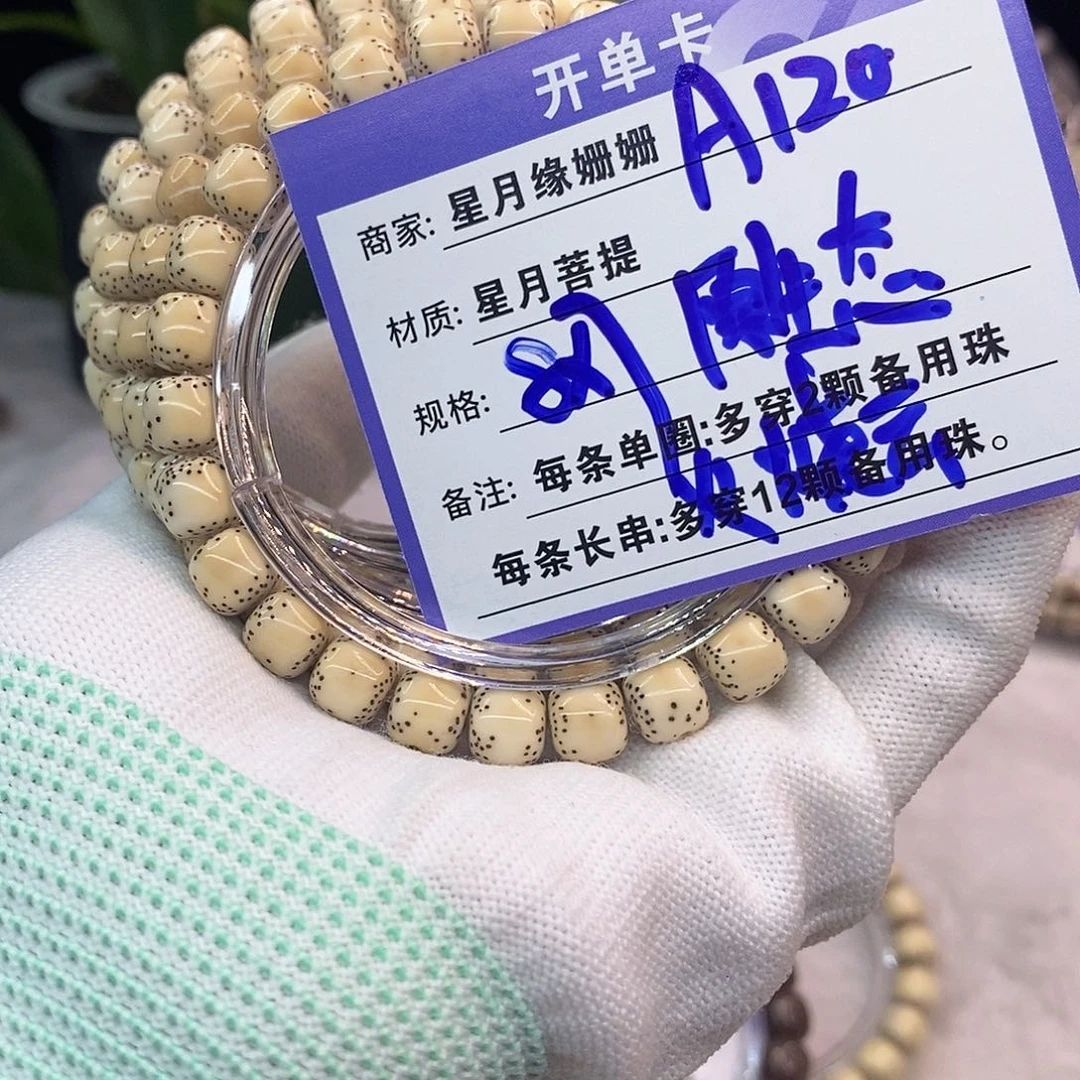 开单卡
商家: 星月缘姗姗 A120
材质: 星月菩提
规格:
备注: 每条单圈:多穿2颗备用珠
每条长串:多穿12颗备用珠。